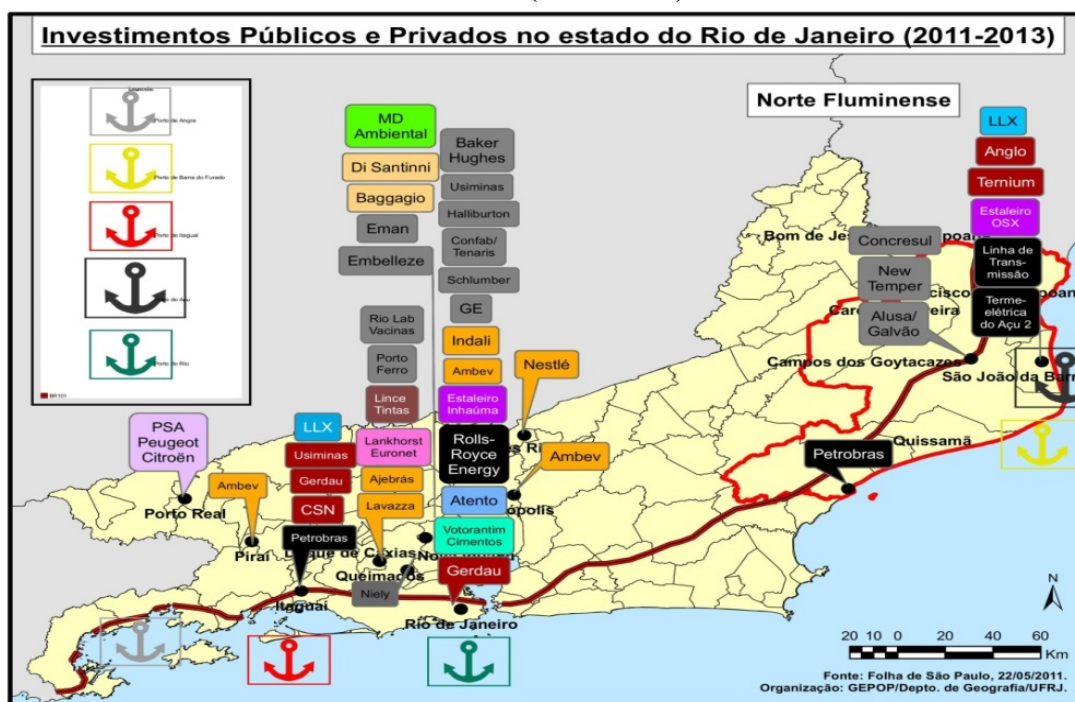 Investimentos Públicos e Privados no estado do Rio de Janeiro (2011-2013)
Porto de Angra
Porto de Barra do Furado
Porto de Itaguaí
Porto do Rio
BR101
Norte Fluminense
MD
Ambiental
Di Santinni
Baggagio
Eman
Embelleze
Baker
Hughes
Usiminas
Halliburton
Confab/
Tenaris
Schlumber
GE
Indali
Ambev
Estaleiro
Inhaúma
Rolls-
Royce
Energy
Atento
Votorantim
Cimentos
Gerdau
Rio Lab
Vacinas
Porto
Ferro
Lince
Tintas
Lankhorst
Euronet
Ajebrás
Lavazza
LLX
Usiminas
Gerdau
CSN
Petrobras
PSA
Peugeot
Citroën
Ambev
Nestlé
Ambev
Niely
LLX
Anglo
Ternium
Estaleiro
OSX
Linha de
Trans-
missão
Terme-
elétrica
do Açu 2
Concresul
New
Temper
Alusa/
Galvão
Petrobras
Bom de
Campos dos Goytacazes
São João da Barr
Quissamã
Porto Real
Piraí
de Caxias
Queimados
Itaguaí
Rio de Janeiro
N
20 10 0 20 40 60
Km
Fonte: Folha de São Paulo, 22/05/2011.
Organização: GEPOP/Depto. de Geografia/UFRJ.